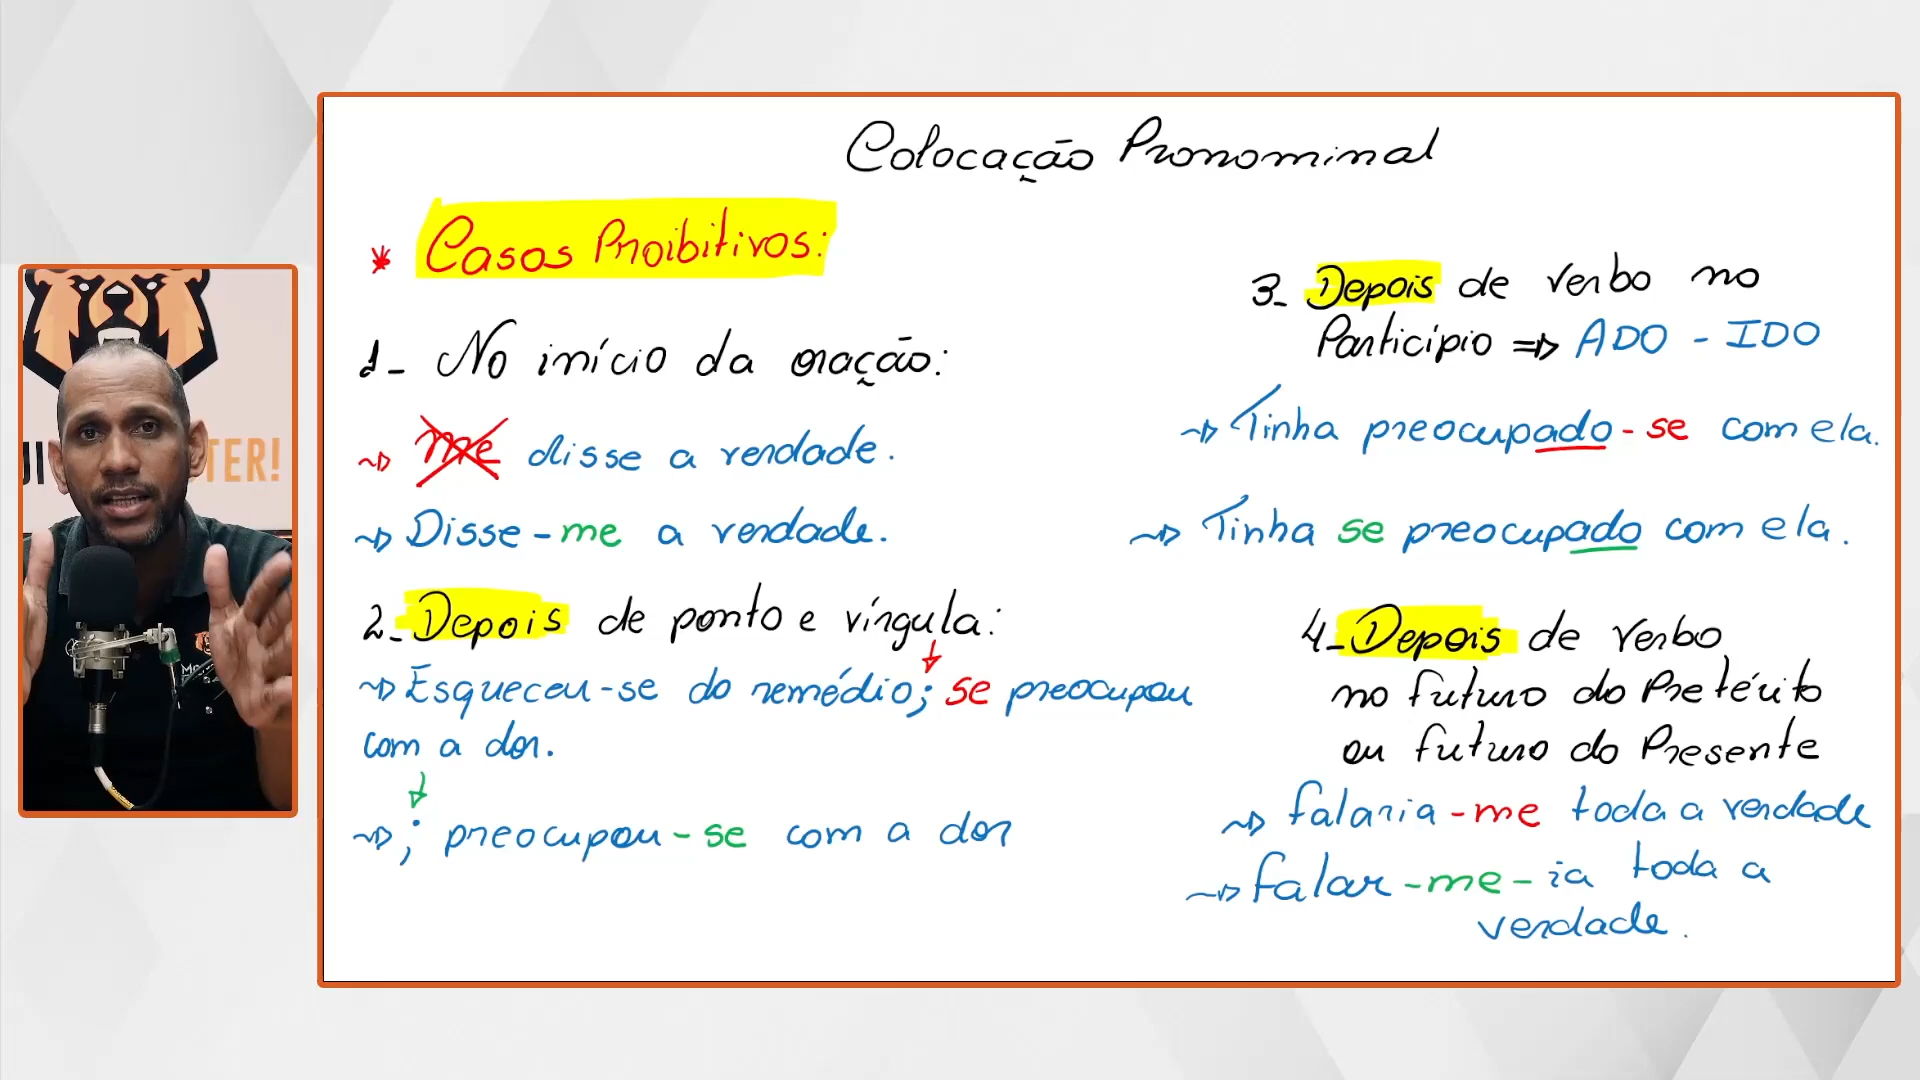 Colocação Pronominal
* Casos Proibitivos:
1- No início da oração:
~> me disse a verdade.
~> Disse-me a verdade.
2- Depois de ponto e vírgula:
~> Esqueceu-se do remédio; se preocupou
com a dor.
~> ; preocupou-se com a dor
3- Depois de verbo no
Particípio => ADO - IDO
~> Tinha preocupado-se com ela.
~> Tinha se preocupado com ela.
4- Depois de verbo
no futuro do Pretérito
ou futuro do Presente
~> falaria-me toda a verdade
~> falar-me-ia toda a
verdade.
TER!